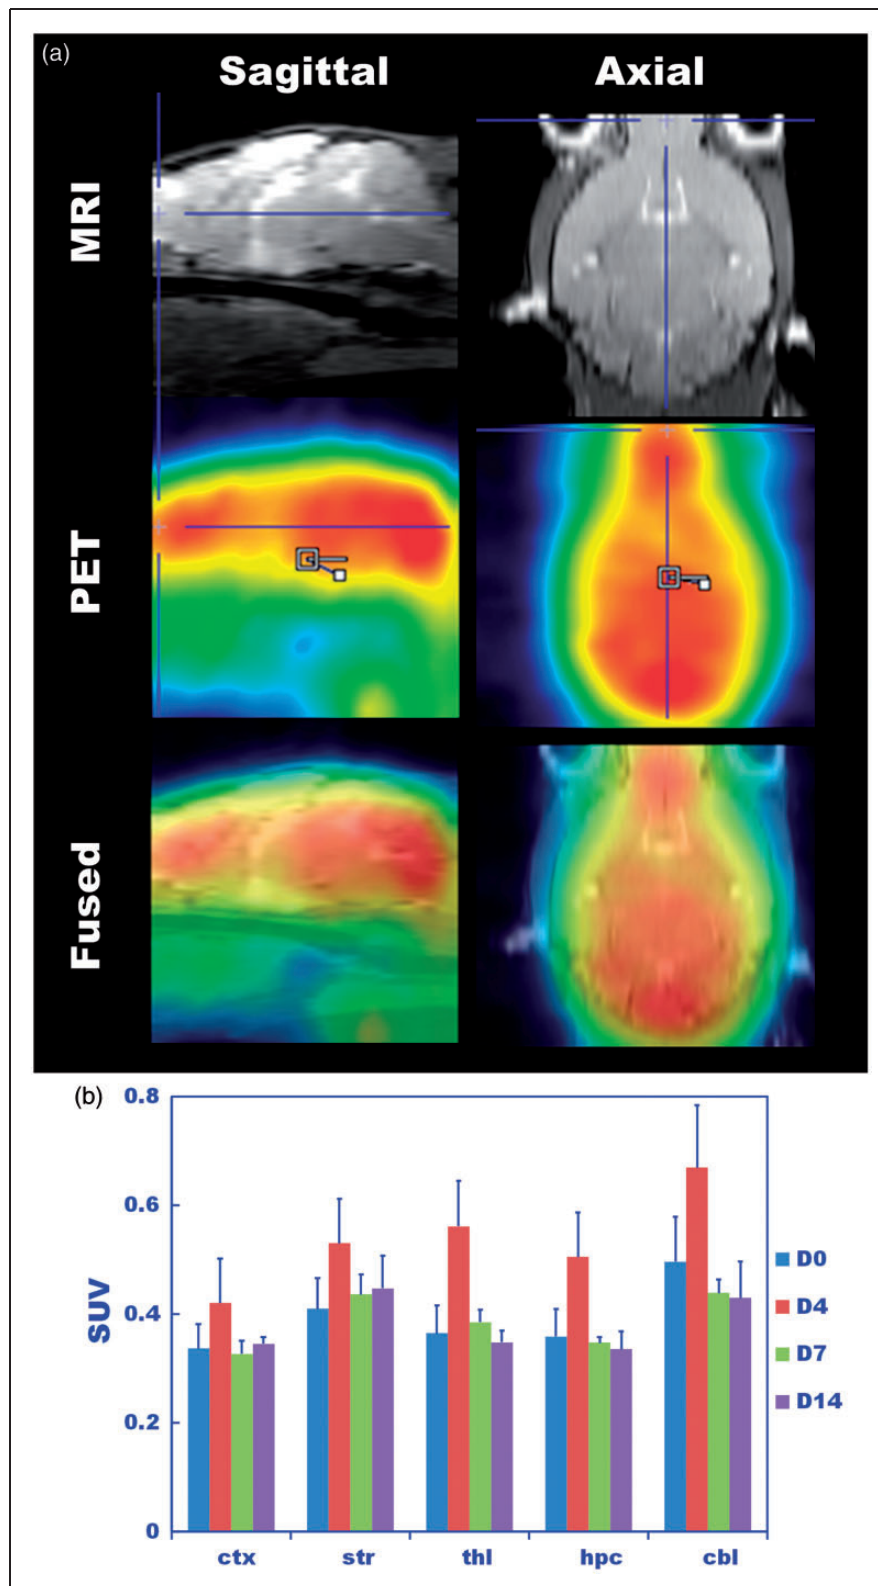 (a)
Sagittal Axial
MRI
PET
Fused
(b)
0.8
0.6
0.4
0.2
0
SUV
D0
D4
D7
D14
ctx str thl hpc cbl